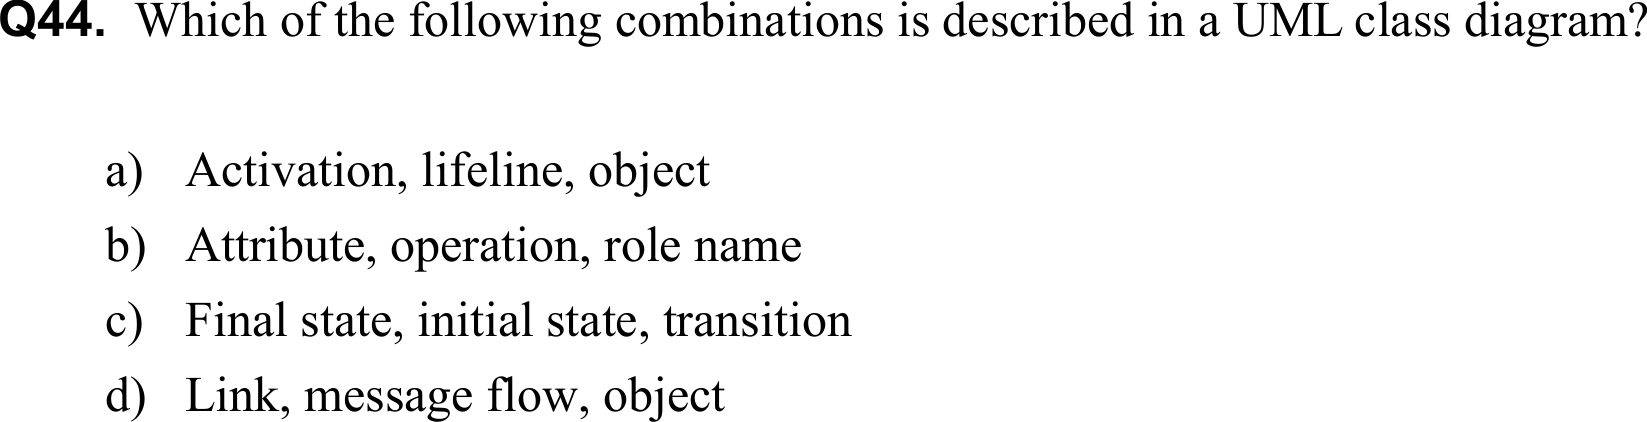 Q44. Which of the following combinations is described in a UML class diagram?
a) Activation, lifeline, object
b) Attribute, operation, role name
c) Final state, initial state, transition
d) Link, message flow, object